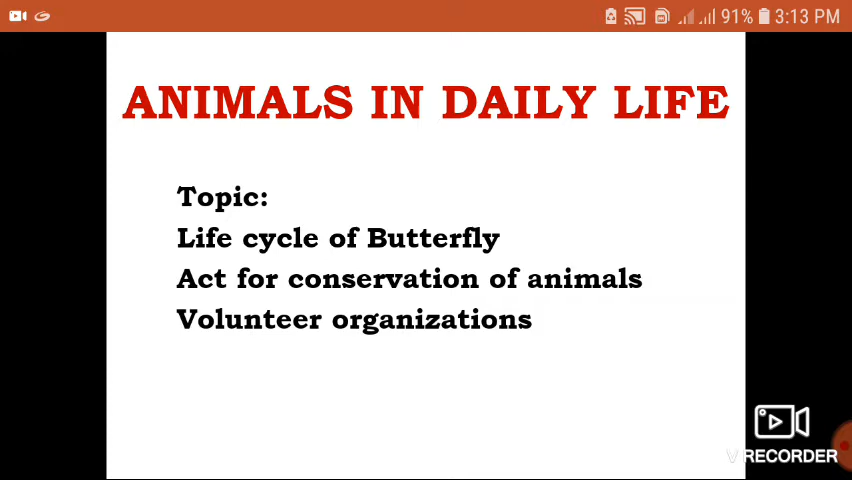 91% 3:13 PM
ANIMALS IN DAILY LIFE
Topic:
Life cycle of Butterfly
Act for conservation of animals
Volunteer organizations
V RECORDER